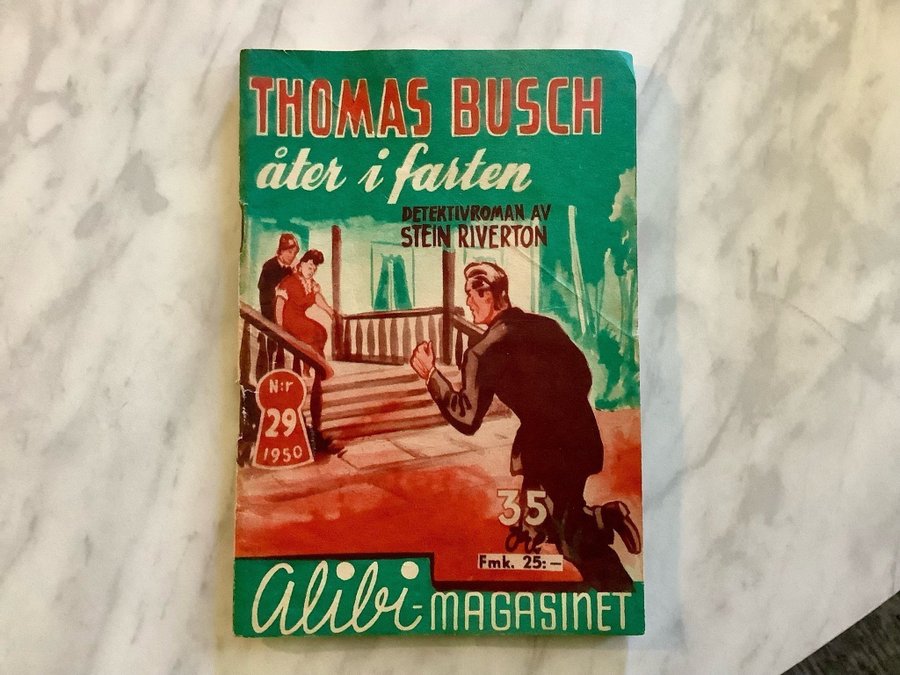 THOMAS BUSCH
åter i farten
DETEKTIVROMAN AV
STEIN RIVERTON
N:r
29
1950
35
öre
Fmk. 25:—
Alibi-MAGASINET